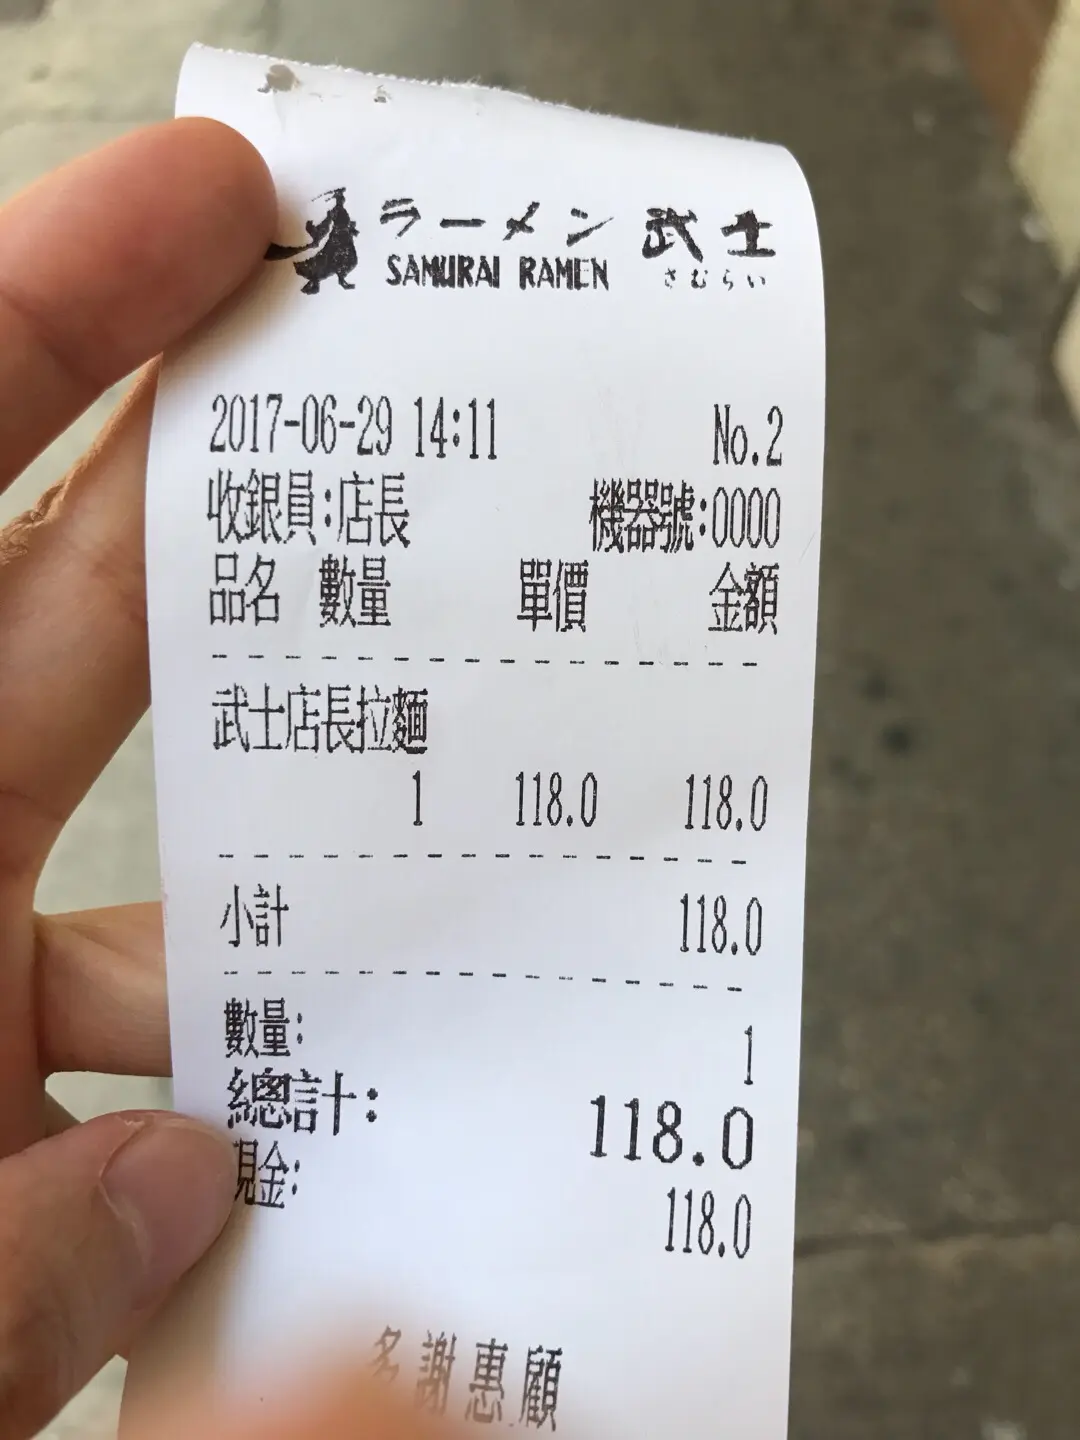 ラーメン 武士
SAMURAI RAMEN さむらい
2017-06-29 14:11 No.2
收銀員:店長 機器號:0000
品名 數量 單價 金額
武士店長拉麵
1 118.0 118.0
小計 118.0
數量: 1
總計: 118.0
現金: 118.0
多謝惠顧